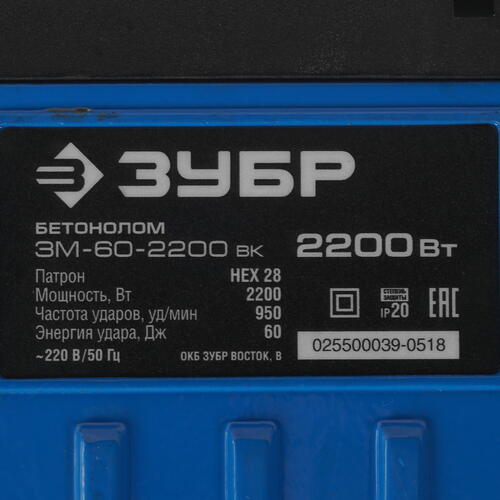 ЗУБР
БЕТОНОЛОМ
ЗМ-60-2200 ВК 2200 Вт
Патрон HEX 28
Мощность, Вт 2200
Частота ударов, уд/мин 950
Энергия удара, Дж 60
~220 В/50 Гц ОКБ ЗУБР ВОСТОК, В
СТЕПЕНЬ
ЗАЩИТЫ
IP20
ЕАС
025500039-0518